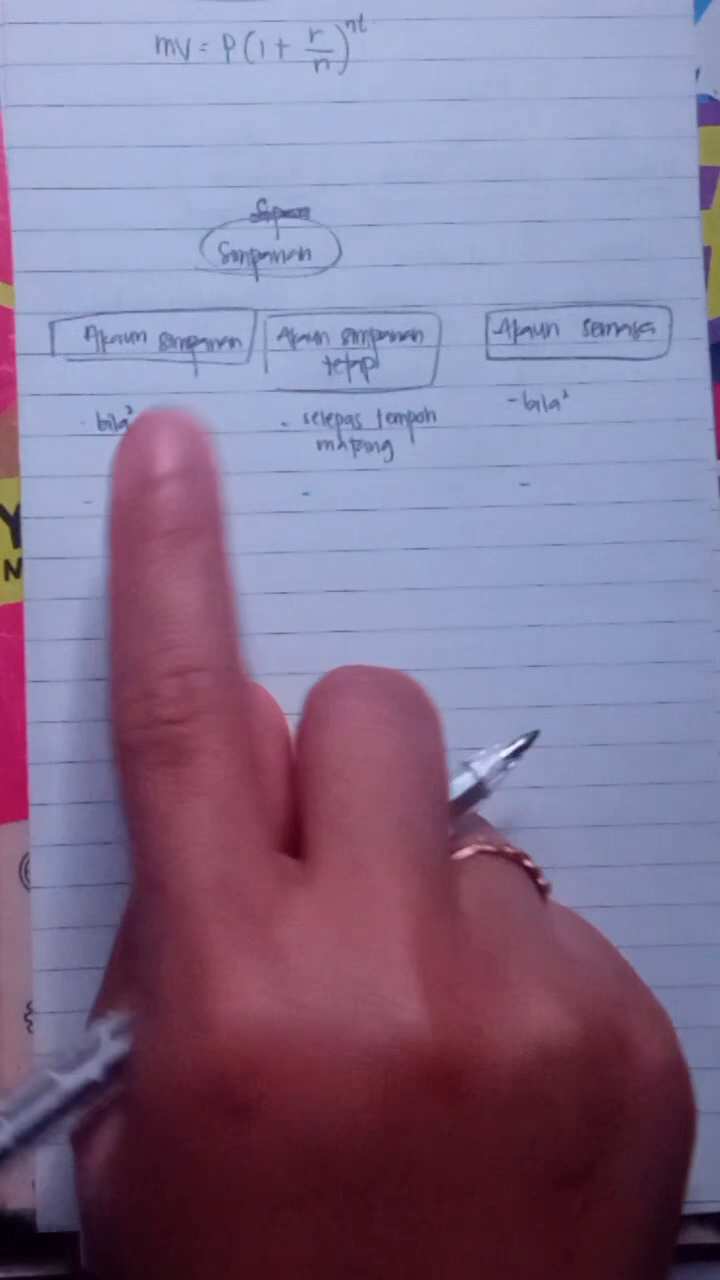 mv = P(1 + r/n)^nt
Simpanan
Akaun simpanan
Akaun simpanan
tetap
Akaun semasa
- bila²
- selepas tempoh
matang
- bila²
-
-
-
Y
M